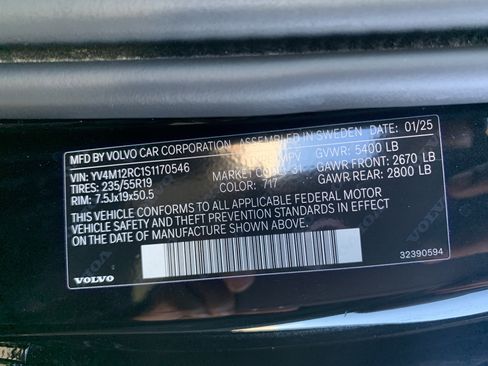 MFD BY VOLVO CAR CORPORATION ASSEMBLED IN SWEDEN DATE: 01/25
VIN: YV4M12RC1S1170546 MPV GVWR: 5400 LB
TIRES: 235/55R19 MARKET 31 GAWR FRONT: 2670 LB
RIM: 7.5Jx19x50.5 COLOR: 717 GAWR REAR: 2800 LB
THIS VEHICLE CONFORMS TO ALL APPLICABLE FEDERAL MOTOR
VEHICLE SAFETY AND THEFT PREVENTION STANDARDS IN EFFECT ON
THE DATE OF MANUFACTURE SHOWN ABOVE.
32390594
VOLVO